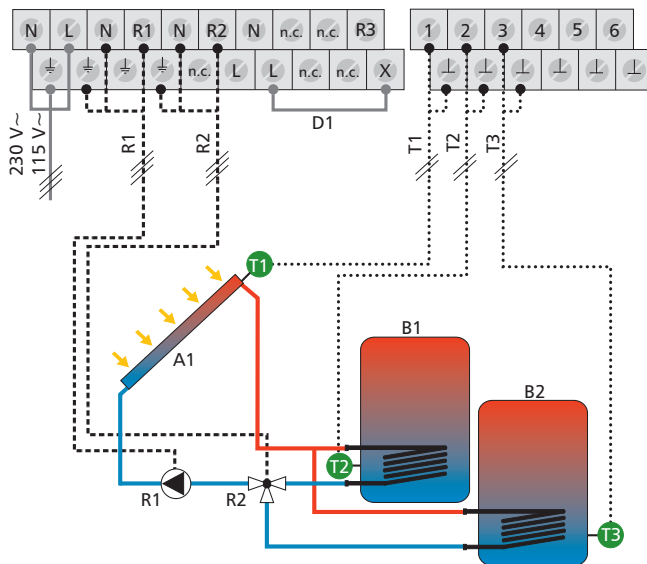 N L N R1 N R2 N n.c. n.c. R3
n.c. L L n.c. n.c. X
1 2 3 4 5 6
D1
230 V~
115 V~
R1
R2
T1
T2
T3
T1
A1
B1
B2
T2
R1
R2
T3